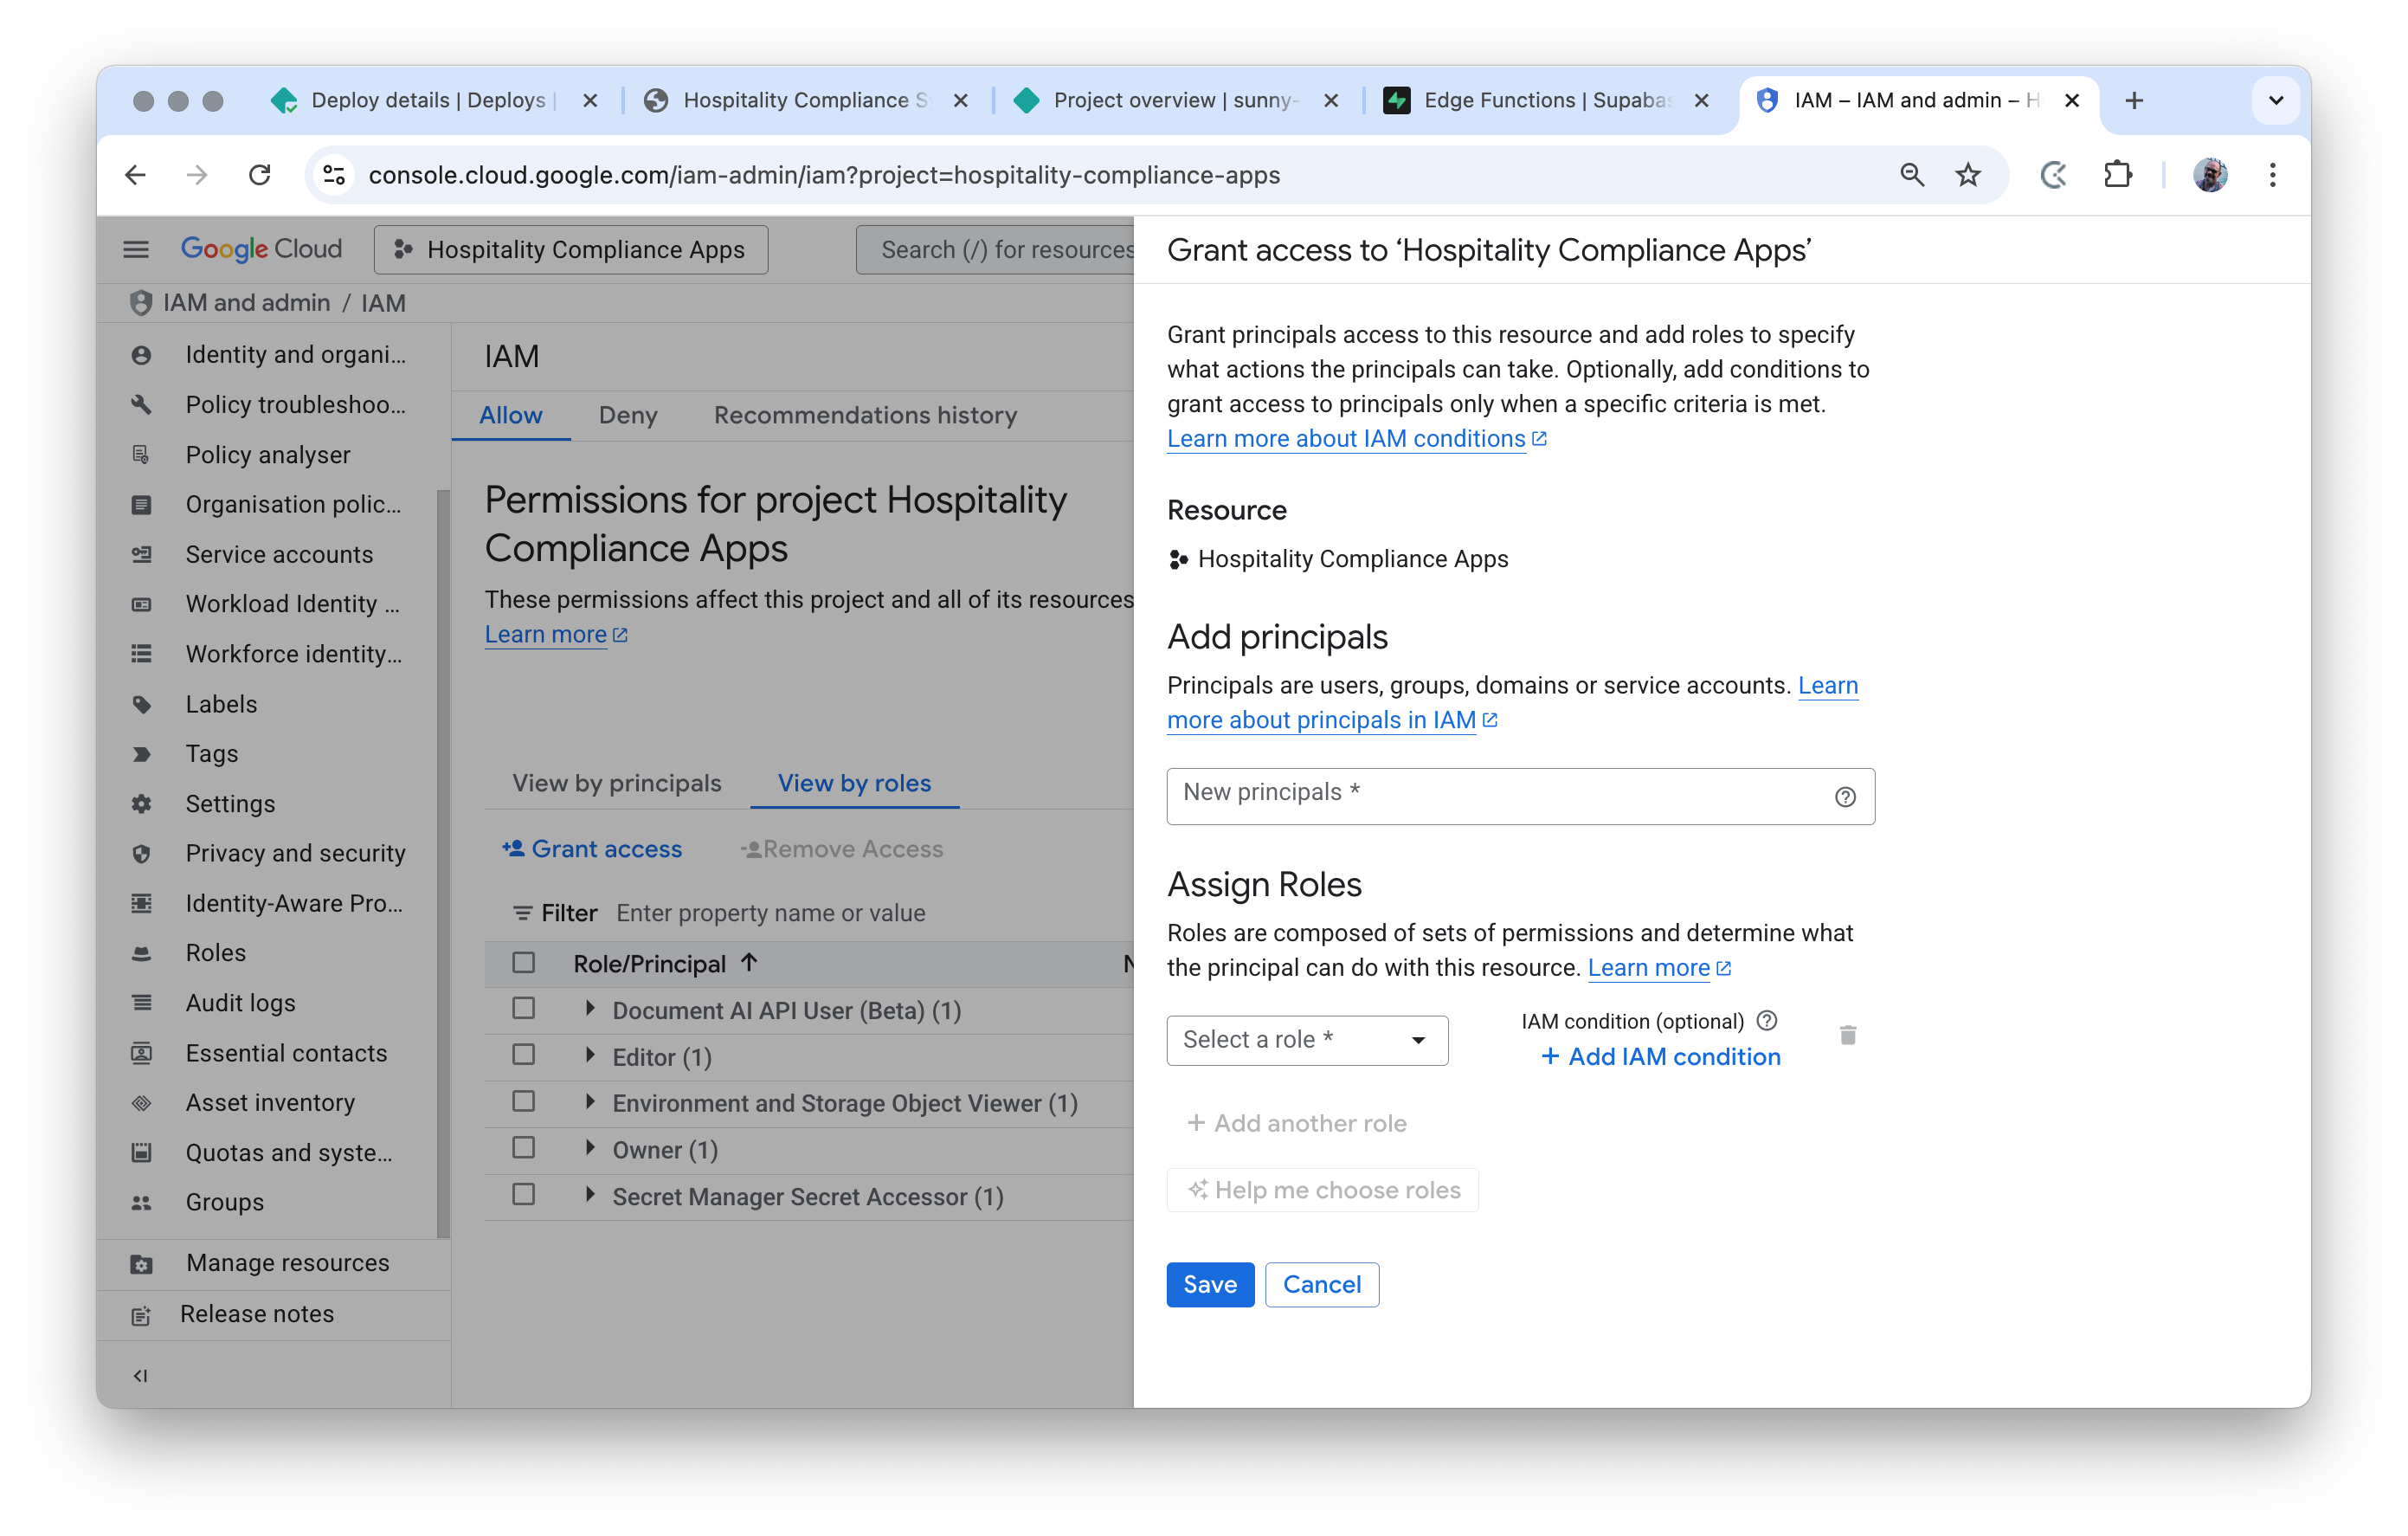 Deploy details | Deploys |
Hospitality Compliance S
Project overview | sunny-
Edge Functions | Supabas
IAM – IAM and admin – H
console.cloud.google.com/iam-admin/iam?project=hospitality-compliance-apps
Google Cloud
Hospitality Compliance Apps
Search (/) for resources
IAM and admin / IAM
Identity and organi...
Policy troubleshoo...
Policy analyser
Organisation polic...
Service accounts
Workload Identity ...
Workforce identity...
Labels
Tags
Settings
Privacy and security
Identity-Aware Pro...
Roles
Audit logs
Essential contacts
Asset inventory
Quotas and syste...
Groups
Manage resources
Release notes
IAM
Allow
Deny
Recommendations history
Permissions for project Hospitality
Compliance Apps
These permissions affect this project and all of its resources
Learn more
View by principals
View by roles
Grant access
Remove Access
Filter
Enter property name or value
Role/Principal
N
Document AI API User (Beta) (1)
Editor (1)
Environment and Storage Object Viewer (1)
Owner (1)
Secret Manager Secret Accessor (1)
Grant access to ‘Hospitality Compliance Apps’
Grant principals access to this resource and add roles to specify
what actions the principals can take. Optionally, add conditions to
grant access to principals only when a specific criteria is met.
Learn more about IAM conditions
Resource
Hospitality Compliance Apps
Add principals
Principals are users, groups, domains or service accounts. Learn
more about principals in IAM
New principals *
Assign Roles
Roles are composed of sets of permissions and determine what
the principal can do with this resource. Learn more
Select a role *
IAM condition (optional)
+ Add IAM condition
+ Add another role
Help me choose roles
Save
Cancel